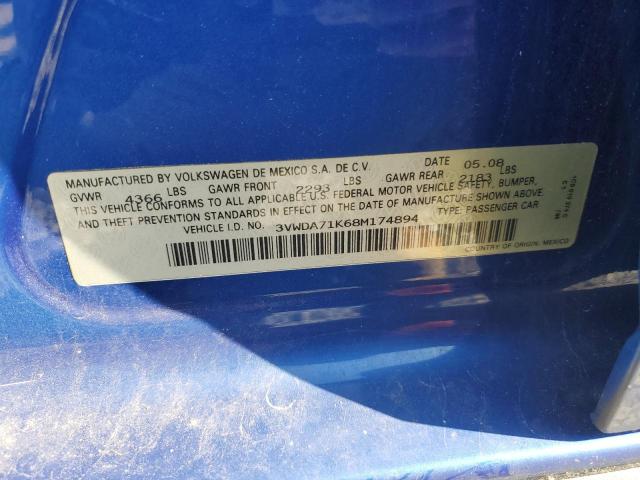 MANUFACTURED BY VOLKSWAGEN DE MEXICO S.A. DE C.V. DATE 05.08
GVWR 4366 LBS GAWR FRONT 2293 LBS GAWR REAR 2183 LBS
THIS VEHICLE CONFORMS TO ALL APPLICABLE U.S. FEDERAL MOTOR VEHICLE SAFETY, BUMPER,
AND THEFT PREVENTION STANDARDS IN EFFECT ON THE DATE OF MANUFACTURE SHOWN ABOVE.
VEHICLE I.D. NO. 3VWDA71K68M174894 TYPE: PASSENGER CAR
COUNTRY OF ORIGIN: MEXICO